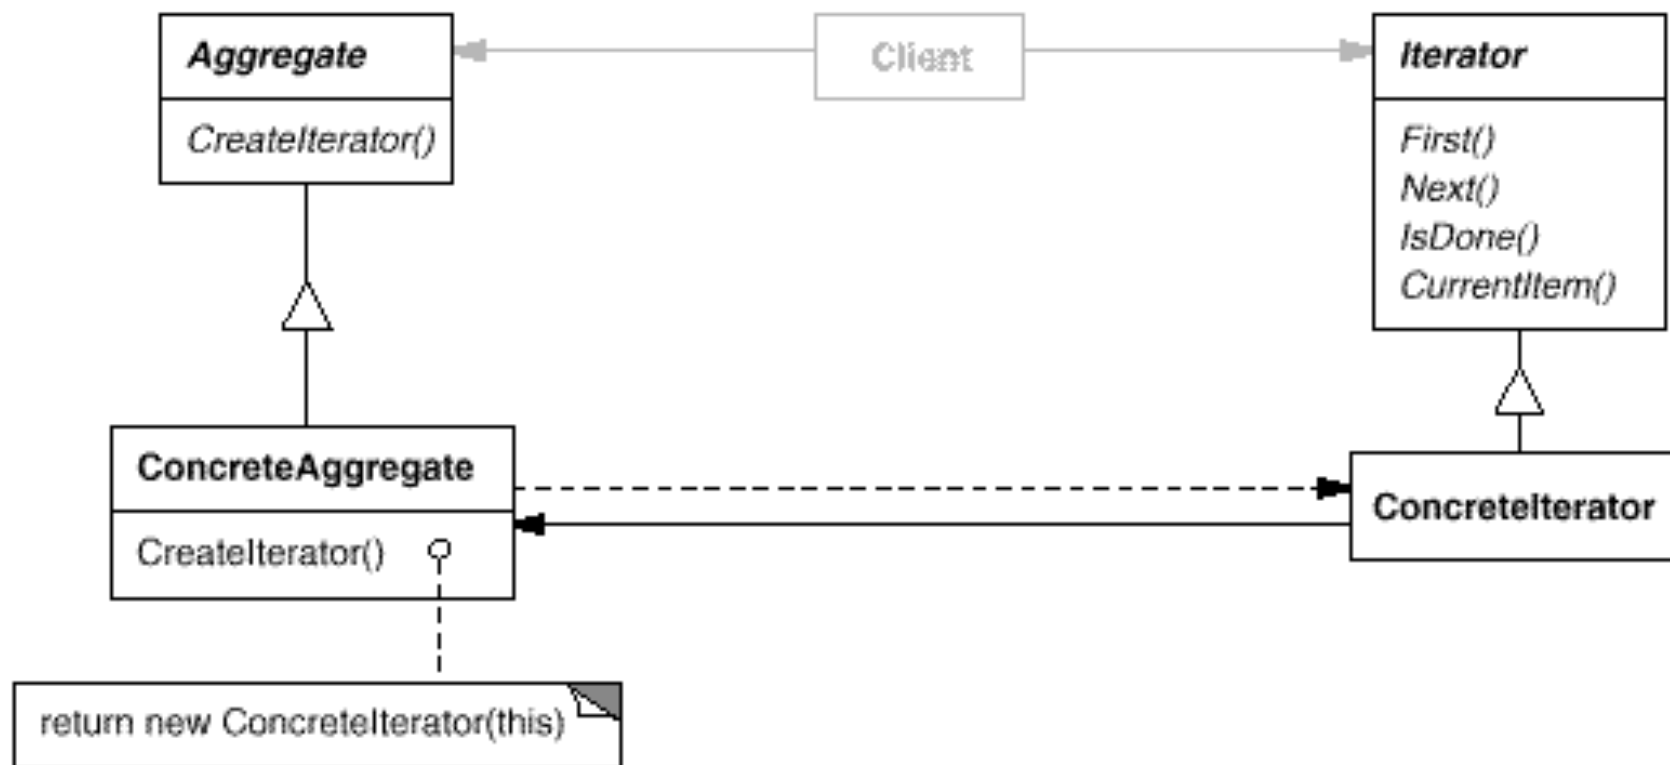 Aggregate
CreateIterator()
Client
Iterator
First()
Next()
IsDone()
CurrentItem()
ConcreteAggregate
CreateIterator()
ConcreteIterator
return new ConcreteIterator(this)